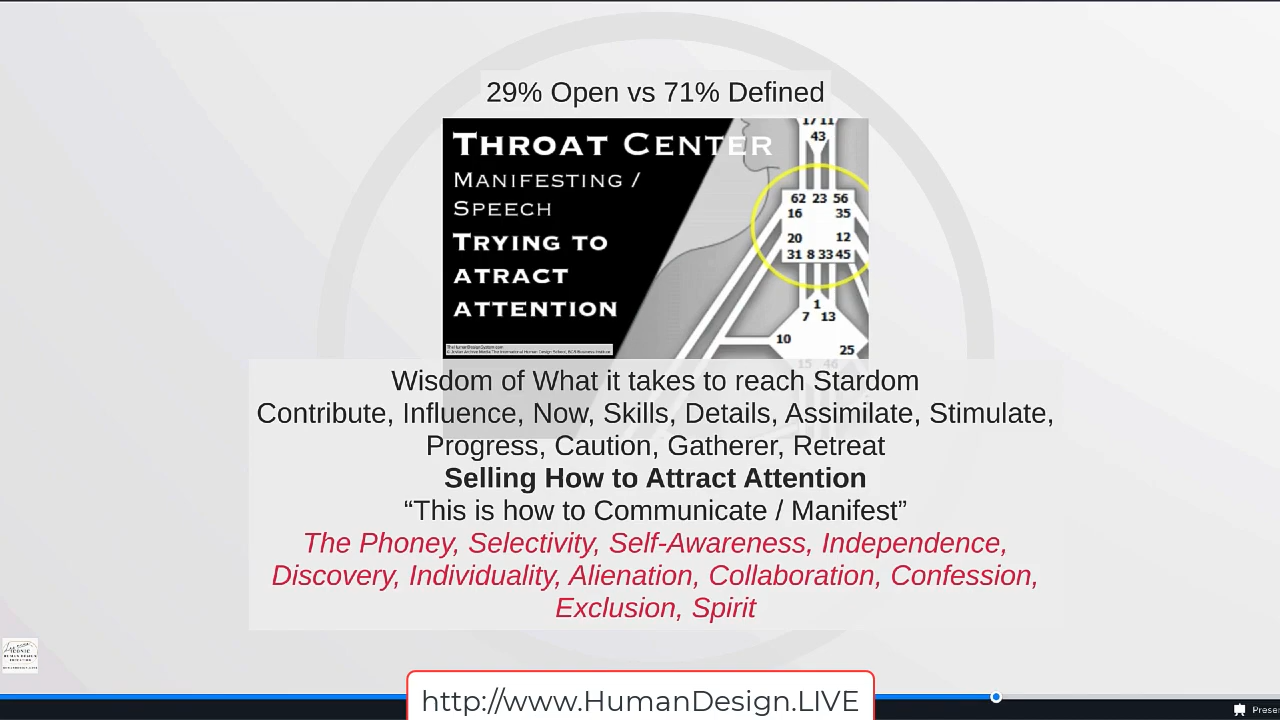 29% Open vs 71% Defined
THROAT CENTER
MANIFESTING /
SPEECH
TRYING TO
ATRACT
ATTENTION
17 11
43
62 23 56
16 35
20 12
31 8 33 45
1
7 13
10
25
15 46
Wisdom of What it takes to reach Stardom
Contribute, Influence, Now, Skills, Details, Assimilate, Stimulate,
Progress, Caution, Gatherer, Retreat
Selling How to Attract Attention
“This is how to Communicate / Manifest”
The Phoney, Selectivity, Self-Awareness, Independence,
Discovery, Individuality, Alienation, Collaboration, Confession,
Exclusion, Spirit
http://www.HumanDesign.LIVE